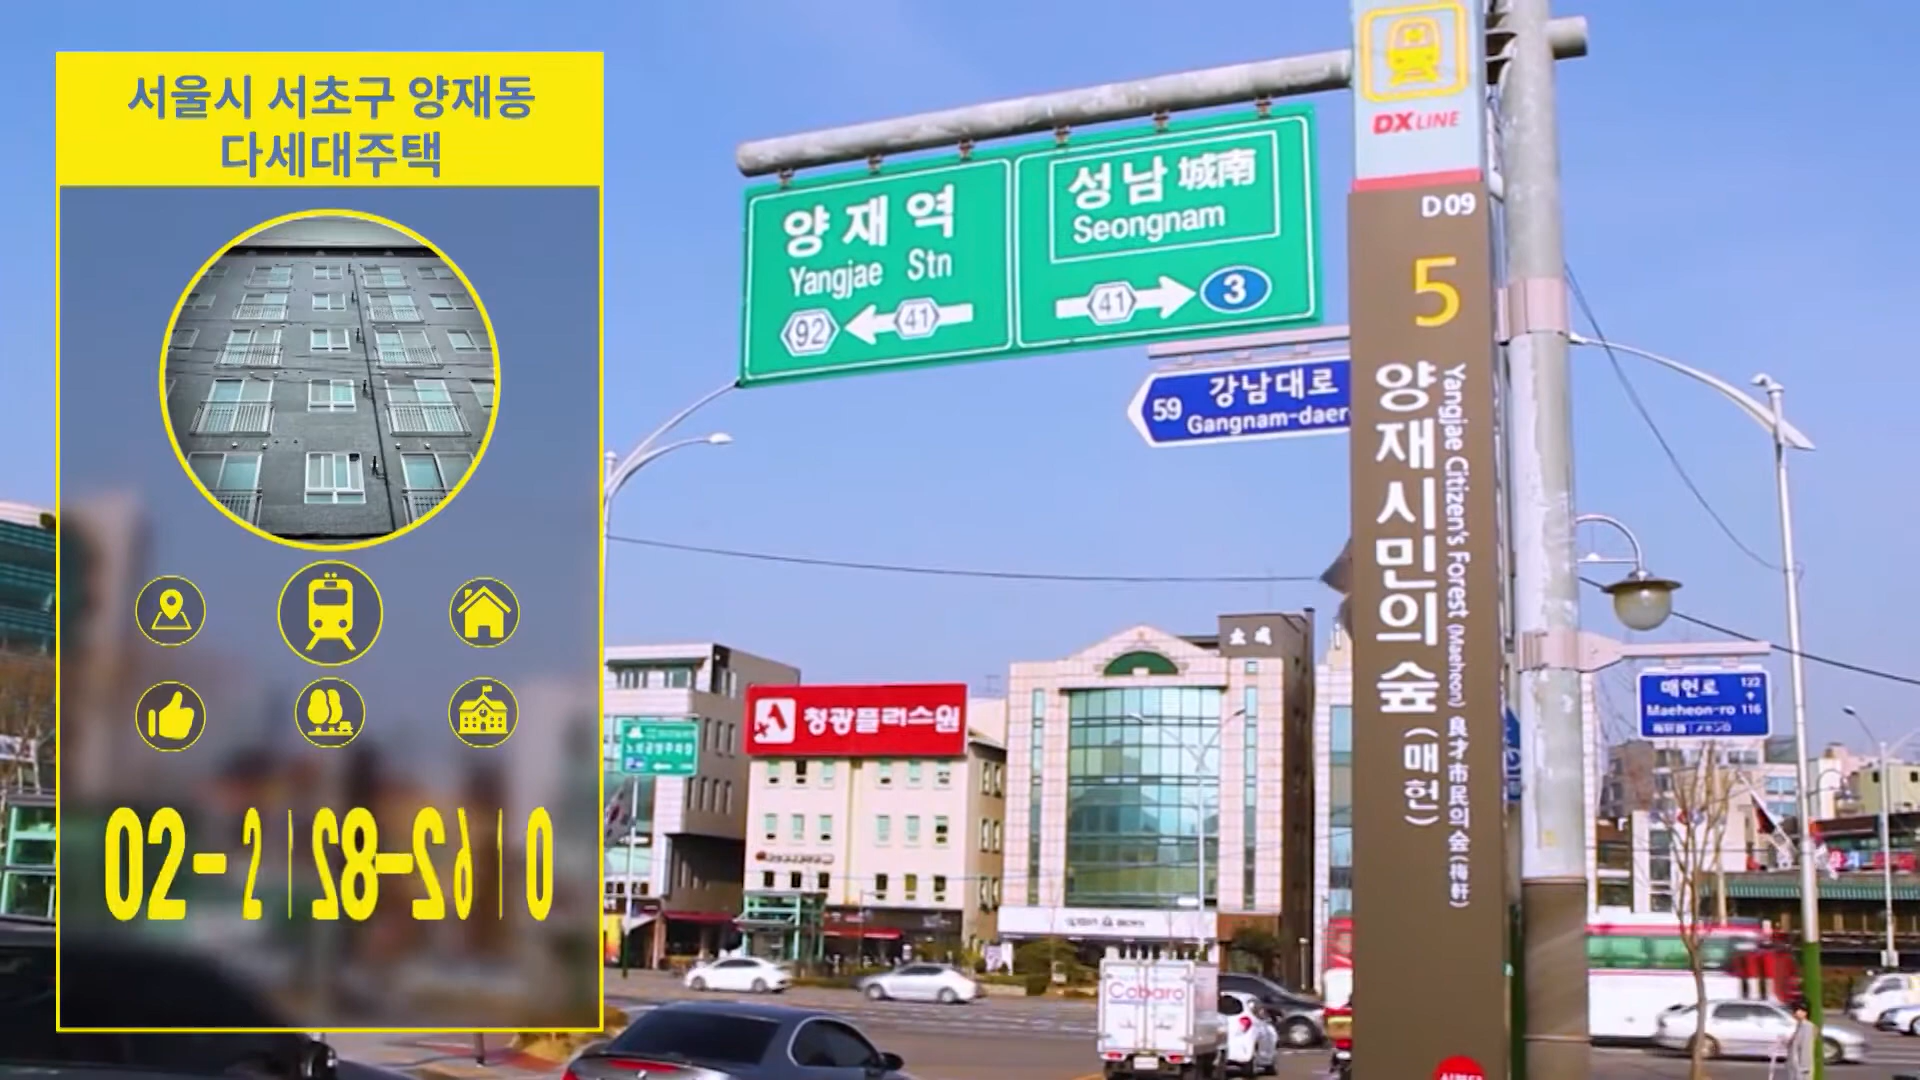 서울시 서초구 양재동
다세대주택
양재역
Yangjae Stn
92 41
성남 城南
Seongnam
41 3
59 강남대로
Gangnam-daer
DX LINE
D09
5
양재시민의숲 (매헌)
Yangjae Citizen's Forest (Maeheon) 良才市民의숲(梅軒)
매헌로 122
Maeheon-ro 116
청광플러스원
Cobaro
02-